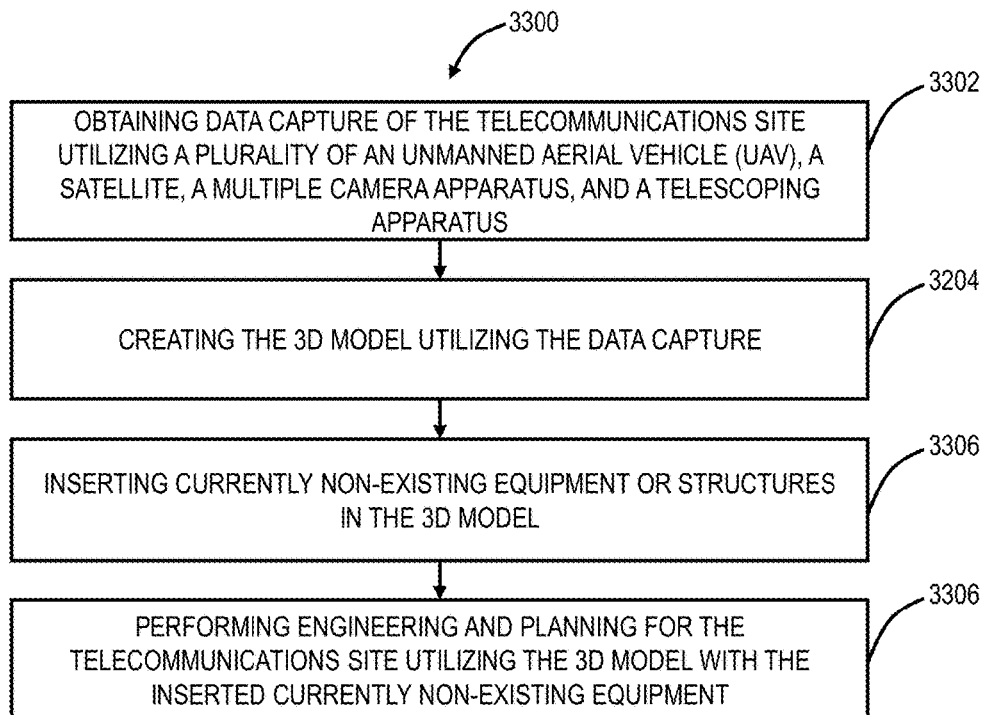 3300
3302
OBTAINING DATA CAPTURE OF THE TELECOMMUNICATIONS SITE
UTILIZING A PLURALITY OF AN UNMANNED AERIAL VEHICLE (UAV), A
SATELLITE, A MULTIPLE CAMERA APPARATUS, AND A TELESCOPING
APPARATUS
3204
CREATING THE 3D MODEL UTILIZING THE DATA CAPTURE
3306
INSERTING CURRENTLY NON-EXISTING EQUIPMENT OR STRUCTURES
IN THE 3D MODEL
3306
PERFORMING ENGINEERING AND PLANNING FOR THE
TELECOMMUNICATIONS SITE UTILIZING THE 3D MODEL WITH THE
INSERTED CURRENTLY NON-EXISTING EQUIPMENT